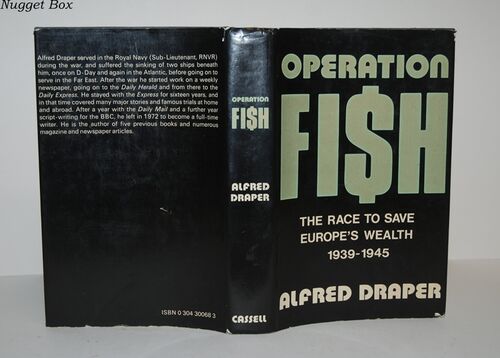 Nugget Box
Alfred Draper served in the Royal Navy (Sub-Lieutenant, RNVR)
during the war, and suffered the sinking of two ships beneath
him, once on D-Day and again in the Atlantic, before going to
serve in the Far East. After the war he started work on a weekly
newspaper, going on to the Daily Herald and from there to the
Daily Express. He stayed with the Express for sixteen years, and
in that time covered many major stories and famous trials at home
and abroad. After a year with the Daily Mail and a further year
script-writing for the BBC, he left in 1972 to become a full-time
writer. He is the author of five previous books and numerous
magazine and newspaper articles.
ISBN 0 304 30068 3
OPERATION
FI$H
ALFRED
DRAPER
CASSELL
OPERATION
FI$H
THE RACE TO SAVE
EUROPE'S WEALTH
1939-1945
ALFRED DRAPER